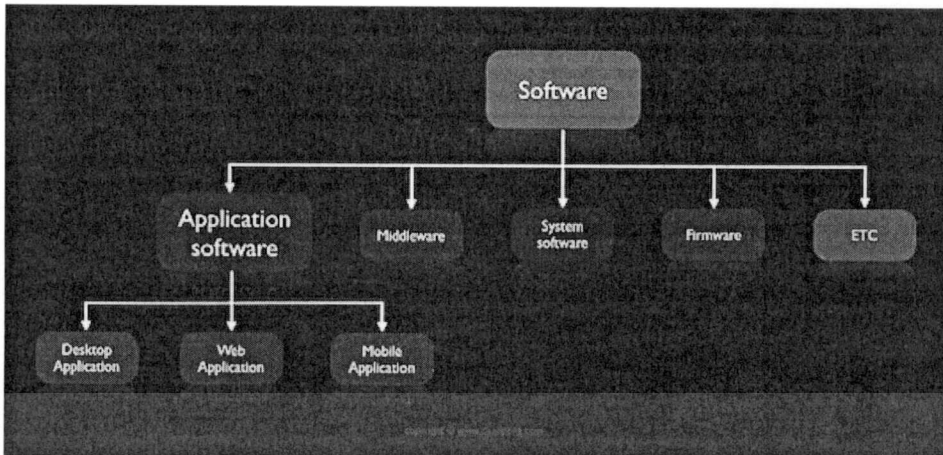 Software
Application
software
Middleware
System
software
Firmware
ETC
Desktop
Application
Web
Application
Mobile
Application